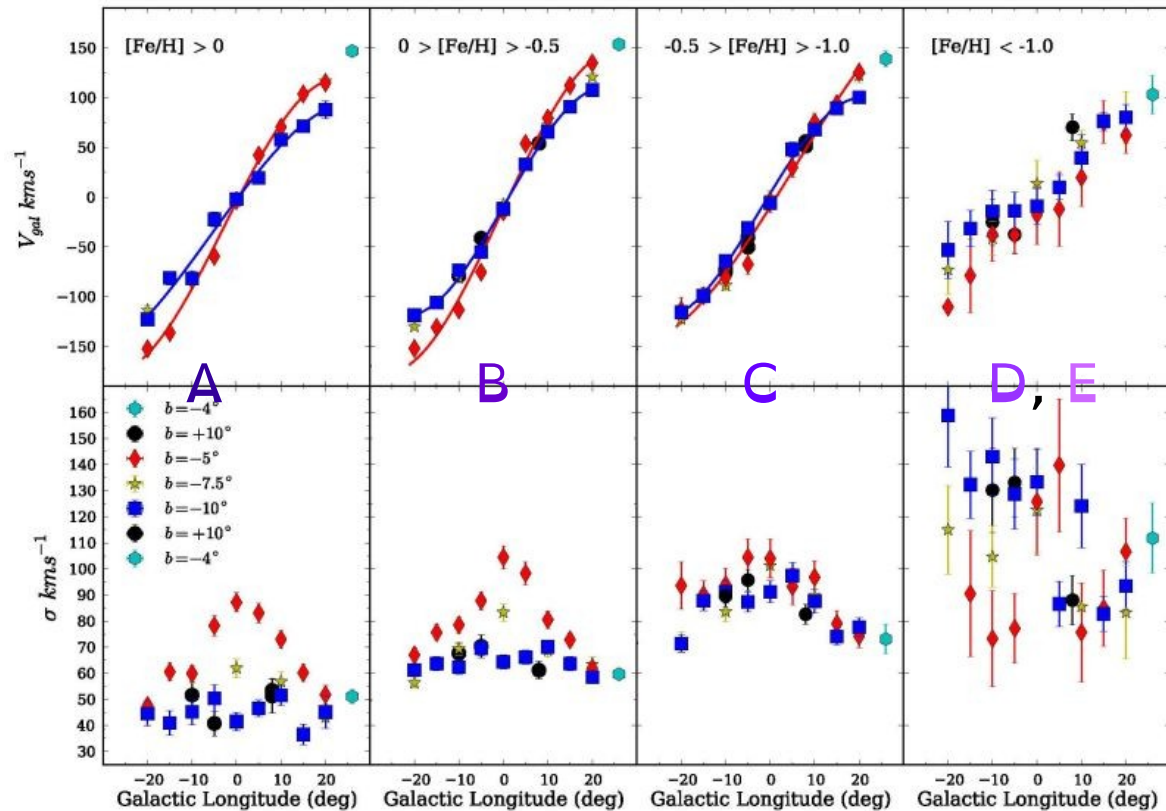 [Fe/H] > 0
0 > [Fe/H] > -0.5
-0.5 > [Fe/H] > -1.0
[Fe/H] < -1.0
150
100
50
0
−50
−100
−150
V_gal kms⁻¹
A
B
C
D, E
160
150
140
130
120
110
100
90
80
70
60
50
40
30
σ kms⁻¹
b=−4°
b=+10°
b=−5°
b=−7.5°
b=−10°
b=+10°
b=−4°
−20 −10 0 10 20
−20 −10 0 10 20
−20 −10 0 10 20
−20 −10 0 10 20
Galactic Longitude (deg)
Galactic Longitude (deg)
Galactic Longitude (deg)
Galactic Longitude (deg)